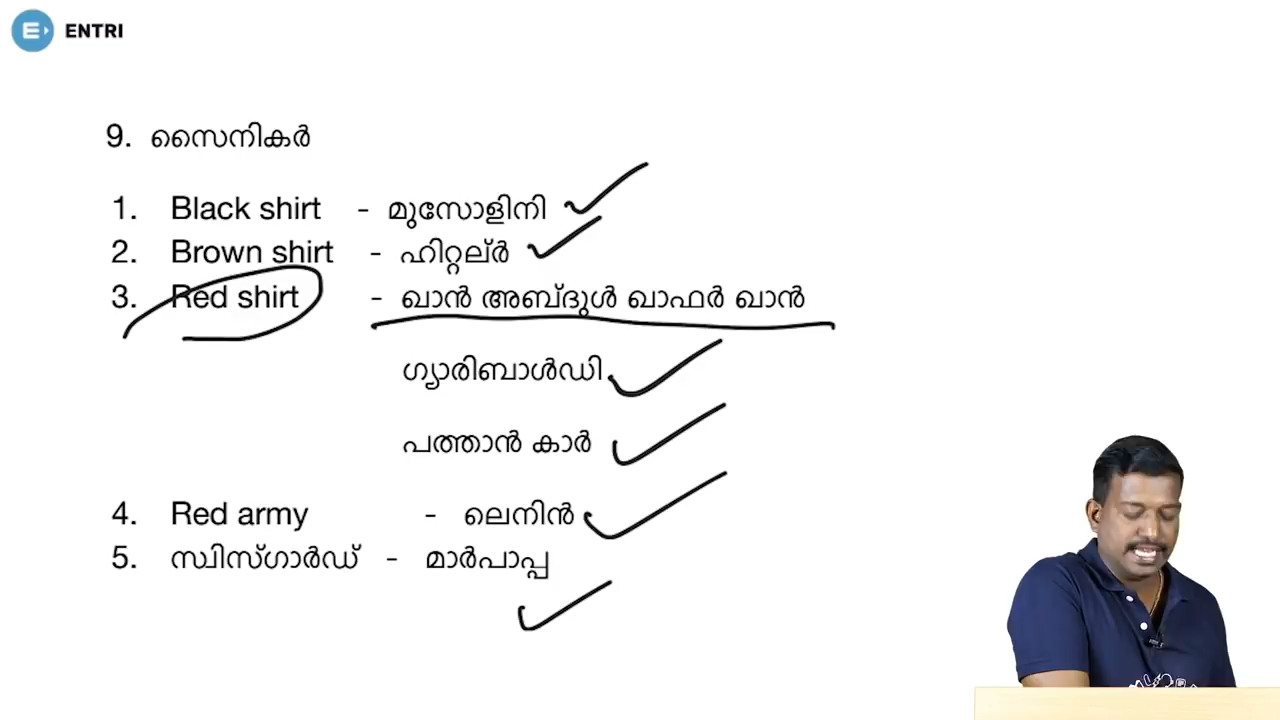 ENTRI
9. സൈനികർ
1. Black shirt - മുസോളിനി
2. Brown shirt - ഹിറ്റല്ർ
3. Red shirt - ഖാൻ അബ്ദുൾ ഖാഫർ ഖാൻ
ഗ്യാരിബാൾഡി
പത്താൻ കാർ
4. Red army - ലെനിൻ
5. സ്വിസ്ഗാർഡ് - മാർപാപ്പ